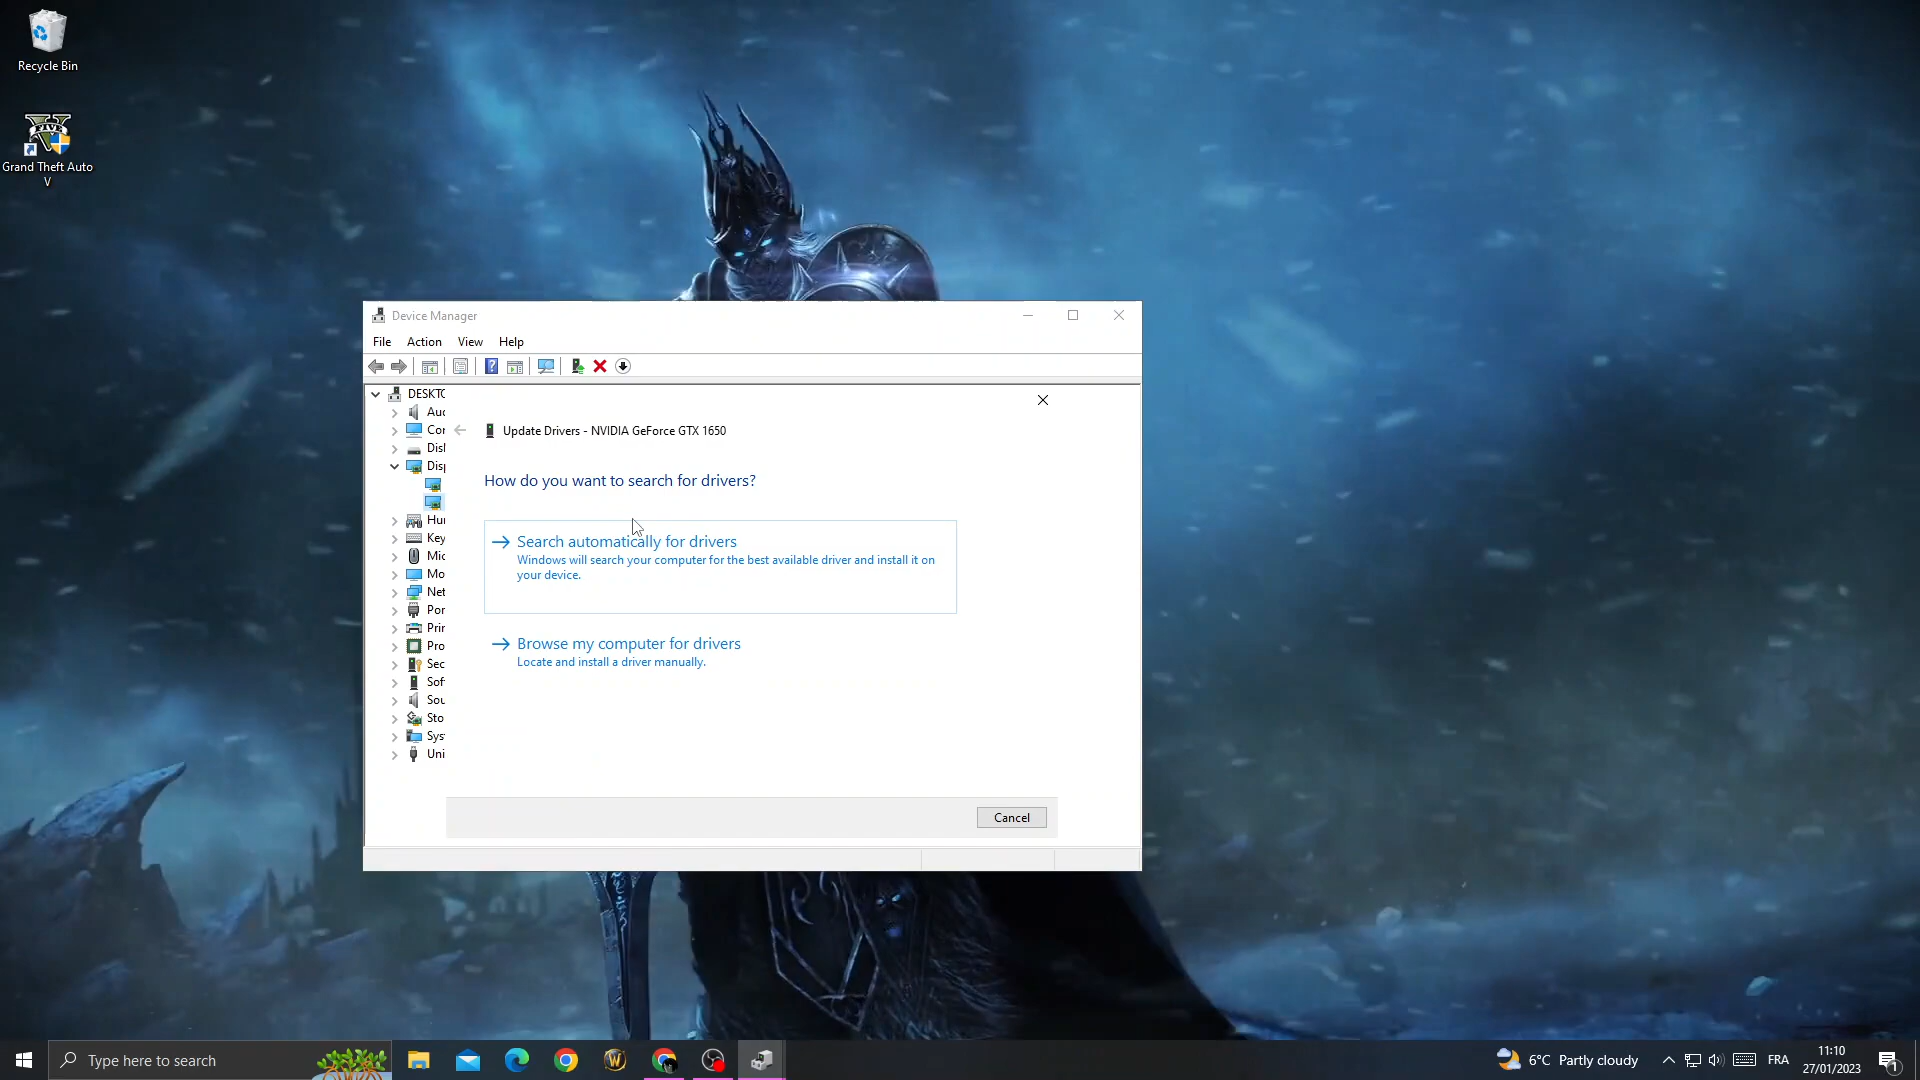 Recycle Bin
Grand Theft Auto
V
Device Manager
File Action View Help
DESKTC
Auc
Cor
Disl
Disp
Hur
Key
Mic
Mo
Net
Por
Prin
Pro
Sec
Sof
Sou
Sto
Sys
Uni
Update Drivers - NVIDIA GeForce GTX 1650
How do you want to search for drivers?
Search automatically for drivers
Windows will search your computer for the best available driver and install it on
your device.
Browse my computer for drivers
Locate and install a driver manually.
Cancel
Type here to search
6°C Partly cloudy
FRA
11:10
27/01/2023
1